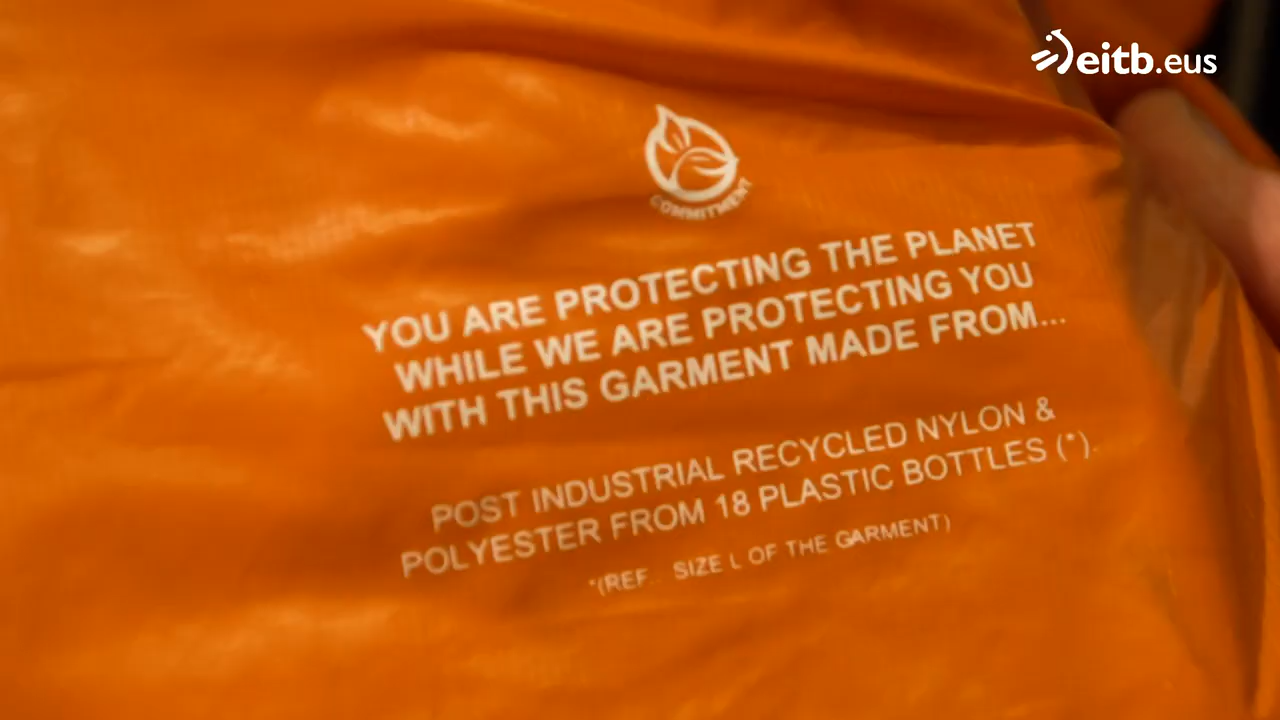 eitb.eus
COMMITMENT
YOU ARE PROTECTING THE PLANET
WHILE WE ARE PROTECTING YOU
WITH THIS GARMENT MADE FROM...
POST INDUSTRIAL RECYCLED NYLON &
POLYESTER FROM 18 PLASTIC BOTTLES (*).
*(REF.. SIZE L OF THE GARMENT)